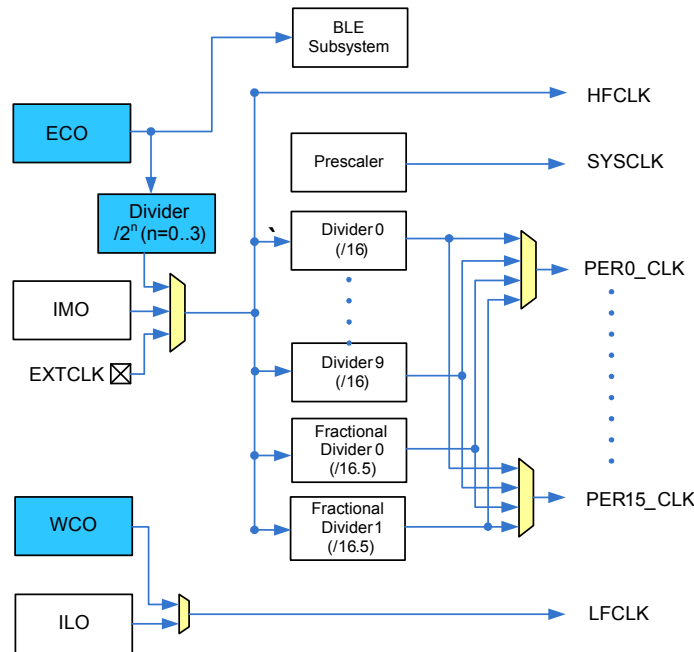 BLE
Subsystem
ECO
HFCLK
Prescaler
SYSCLK
Divider
/2ⁿ (n=0..3)
`
Divider 0
(/16)
PER0_CLK
IMO
EXTCLK
Divider 9
(/16)
Fractional
Divider 0
(/16.5)
WCO
Fractional
Divider 1
(/16.5)
PER15_CLK
ILO
LFCLK